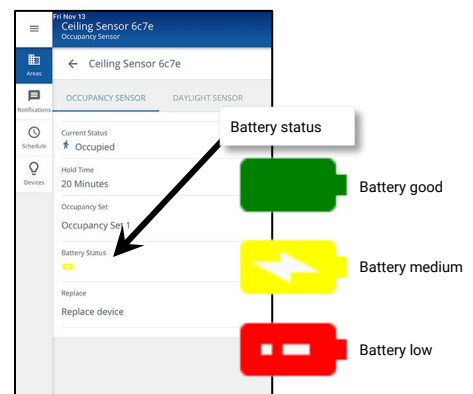 Fri Nov 13
Ceiling Sensor 6c7e
Occupancy Sensor
Areas
Ceiling Sensor 6c7e
Notifications
OCCUPANCY SENSOR DAYLIGHT SENSOR
Schedule
Devices
Current Status
Occupied
Hold Time
20 Minutes
Occupancy Set
Occupancy Set 1
Battery Status
Replace
Replace device
Battery status
Battery good
Battery medium
Battery low